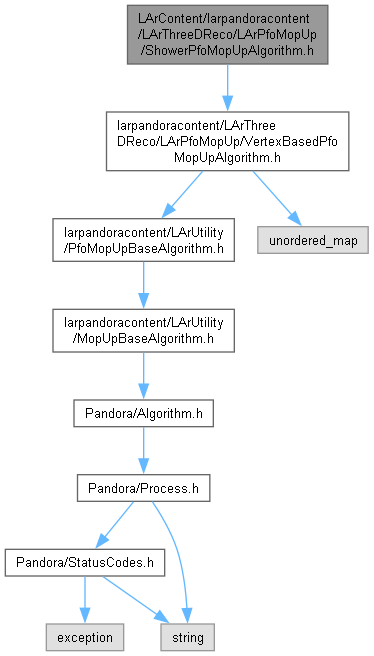 LArContent/larpandoracontent
/LArThreeDReco/LArPfoMopUp
/ShowerPfoMopUpAlgorithm.h
larpandoracontent/LArThree
DReco/LArPfoMopUp/VertexBasedPfo
MopUpAlgorithm.h
larpandoracontent/LArUtility
/PfoMopUpBaseAlgorithm.h
unordered_map
larpandoracontent/LArUtility
/MopUpBaseAlgorithm.h
Pandora/Algorithm.h
Pandora/Process.h
Pandora/StatusCodes.h
exception
string